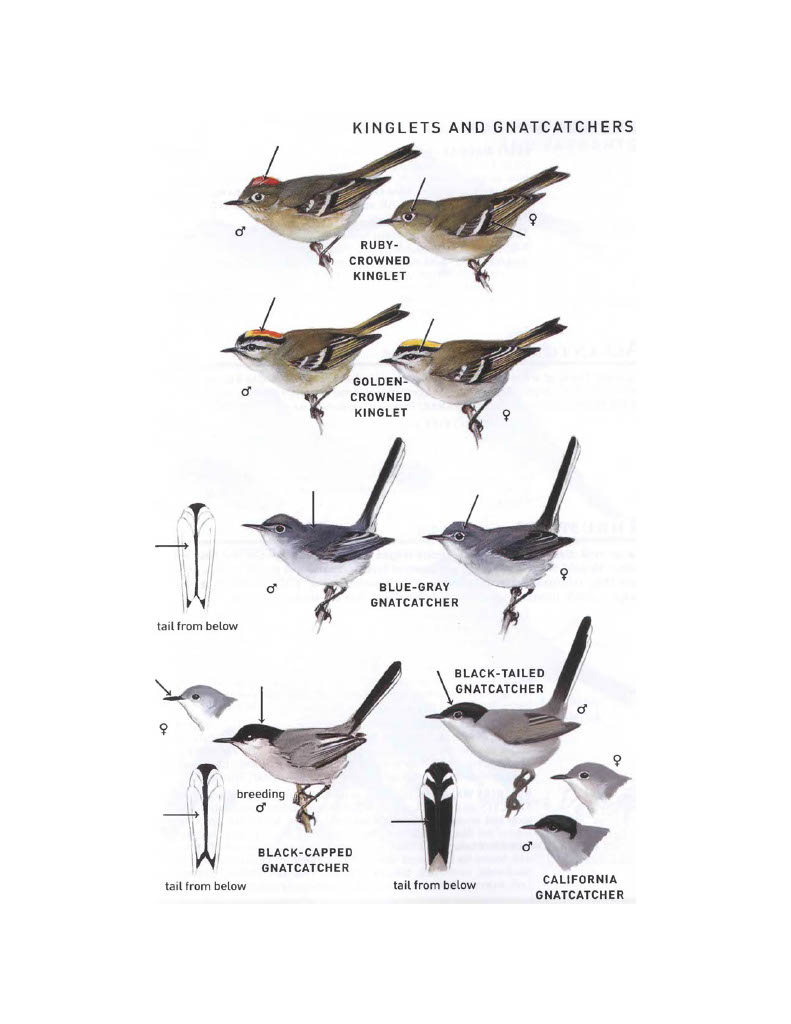 KINGLETS AND GNATCATCHERS
♂
♀
RUBY-
CROWNED
KINGLET
♂
GOLDEN-
CROWNED
KINGLET
♀
♂
BLUE-GRAY
GNATCATCHER
♀
tail from below
♀
breeding
♂
BLACK-CAPPED
GNATCATCHER
tail from below
BLACK-TAILED
GNATCATCHER
♂
♀
♂
tail from below
CALIFORNIA
GNATCATCHER